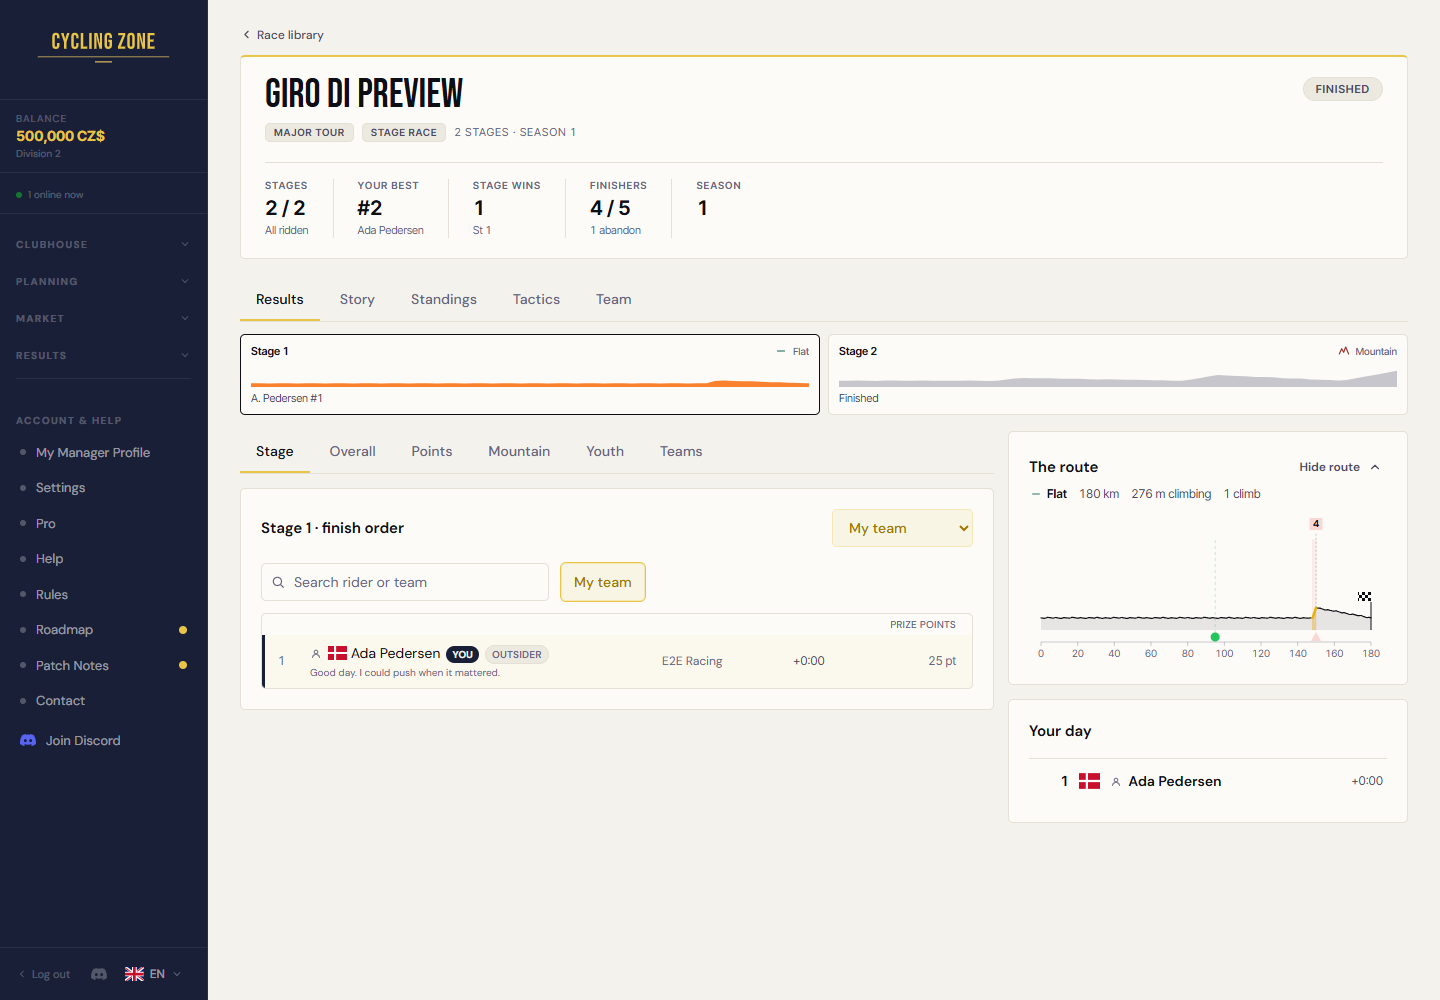 CYCLING ZONE
BALANCE
500,000 CZ$
Division 2
1 online now
CLUBHOUSE
PLANNING
MARKET
RESULTS
ACCOUNT & HELP
My Manager Profile
Settings
Pro
Help
Rules
Roadmap
Patch Notes
Contact
Join Discord
Log out
EN
Race library
GIRO DI PREVIEW
FINISHED
MAJOR TOUR STAGE RACE 2 STAGES · SEASON 1
STAGES YOUR BEST STAGE WINS FINISHERS SEASON
2 / 2 #2 1 4 / 5 1
All ridden Ada Pedersen St 1 1 abandon
Results Story Standings Tactics Team
Stage 1 Flat
A. Pedersen #1
Stage 2 Mountain
Finished
Stage Overall Points Mountain Youth Teams
Stage 1 · finish order My team
Search rider or team My team
PRIZE POINTS
1 Ada Pedersen YOU OUTSIDER E2E Racing +0:00 25 pt
Good day. I could push when it mattered.
The route Hide route
Flat 180 km 276 m climbing 1 climb
4
0 20 40 60 80 100 120 140 160 180
Your day
1 Ada Pedersen +0:00